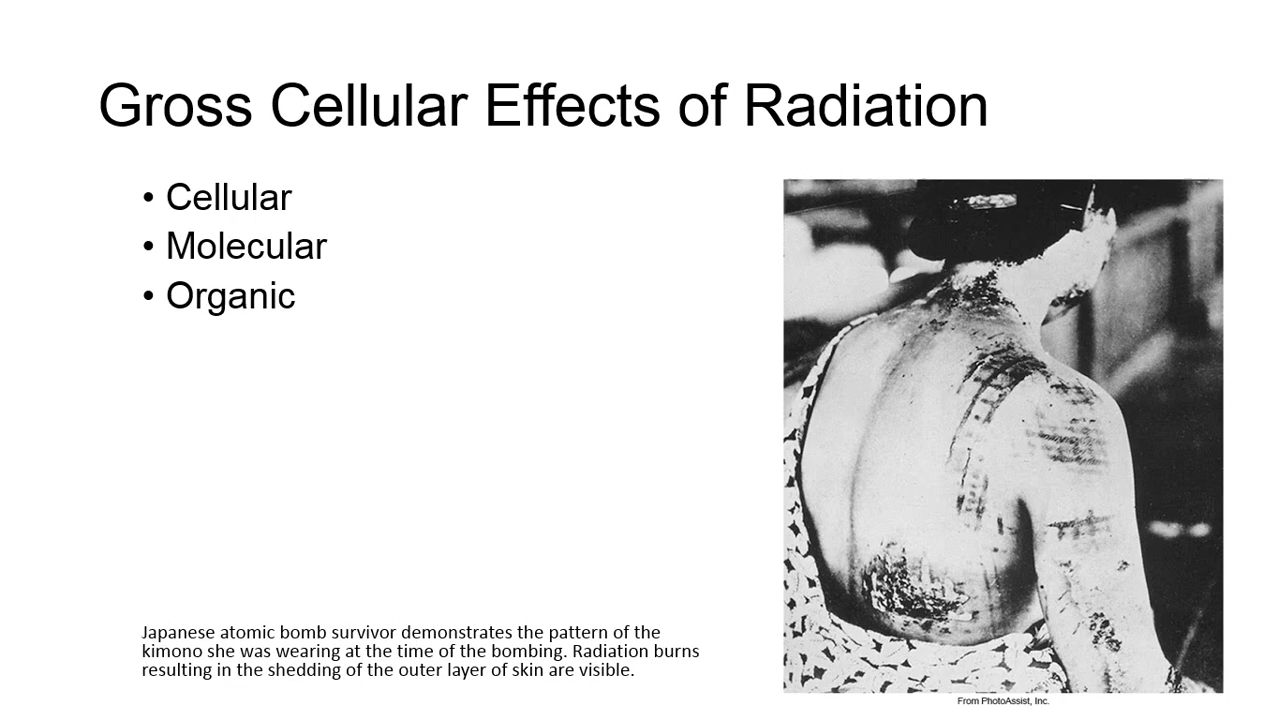 Gross Cellular Effects of Radiation
• Cellular
• Molecular
• Organic
Japanese atomic bomb survivor demonstrates the pattern of the
kimono she was wearing at the time of the bombing. Radiation burns
resulting in the shedding of the outer layer of skin are visible.
From PhotoAssist, Inc.